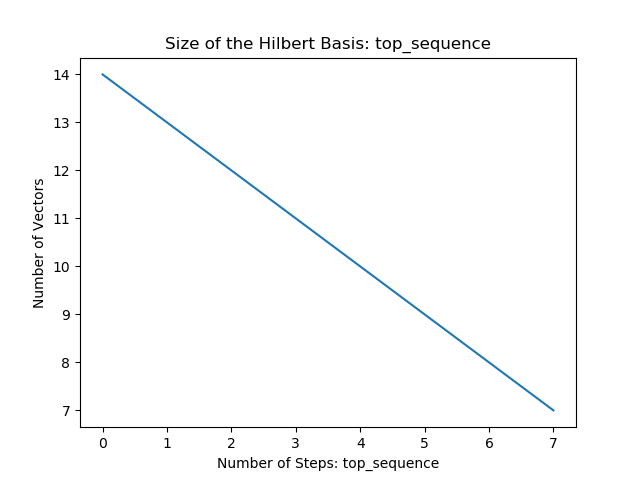 Size of the Hilbert Basis: top_sequence
Number of Vectors
14
13
12
11
10
9
8
7
0 1 2 3 4 5 6 7
Number of Steps: top_sequence